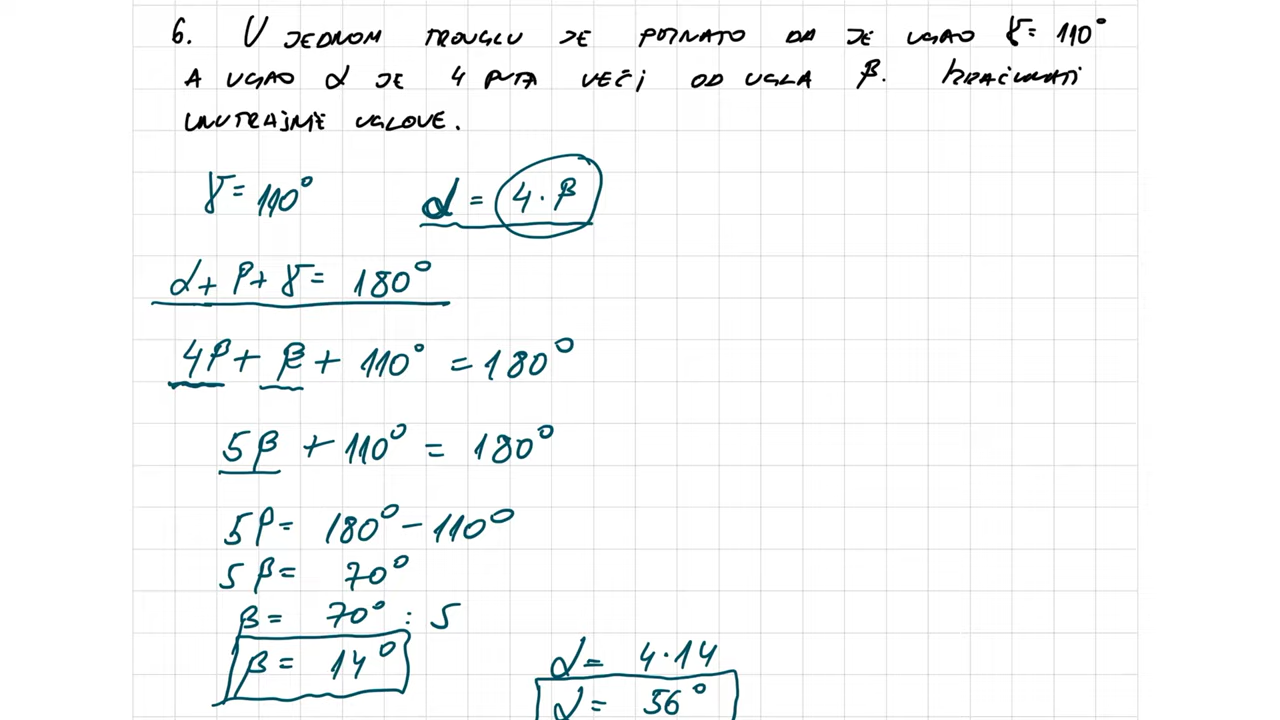 6. U JEDNOM TROUGLU JE POZNATO DA JE UGAO γ= 110°
A UGAO α JE 4 PUTA VEĆI OD UGLA β. IZRAČUNATI
UNUTRAŠNJE UGLOVE.
γ= 110° α = 4·β
α+ β+ γ= 180°
4β+ β + 110° = 180°
5β + 110° = 180°
5β= 180° - 110°
5β= 70°
β= 70° : 5
β= 14°
α= 4·14
α= 56°